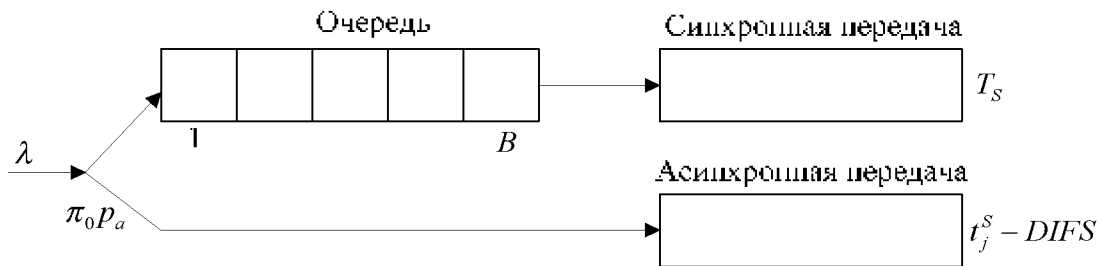 Очередь
Синхронная передача
T_S
1
B
λ
Асинхронная передача
π_0 p_a
t_j^S − DIFS